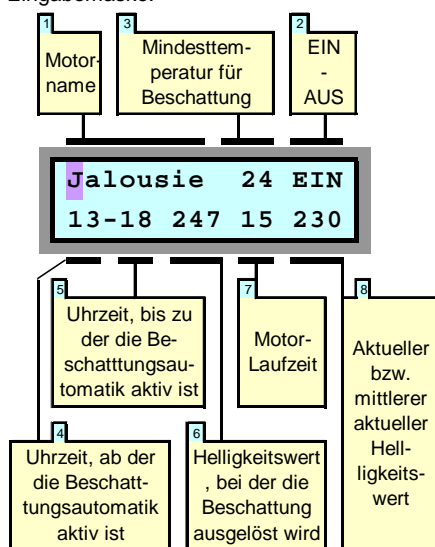 Eingabemaske:
1
Motor-
name
3
Mindesttem-
peratur für
Beschattung
2
EIN
-
AUS
Jalousie 24 EIN
13-18 247 15 230
5
Uhrzeit, bis zu
der die Be-
schatttungsau-
tomatik aktiv ist
7
Motor-
Laufzeit
8
Aktueller
bzw.
mittlerer
aktueller
Hell-
ligkeits-
wert
4
Uhrzeit, ab der
die Beschatt-
tungsautomatik
aktiv ist
6
Helligkeitswert
, bei der die
Beschattung
ausgelöst wird